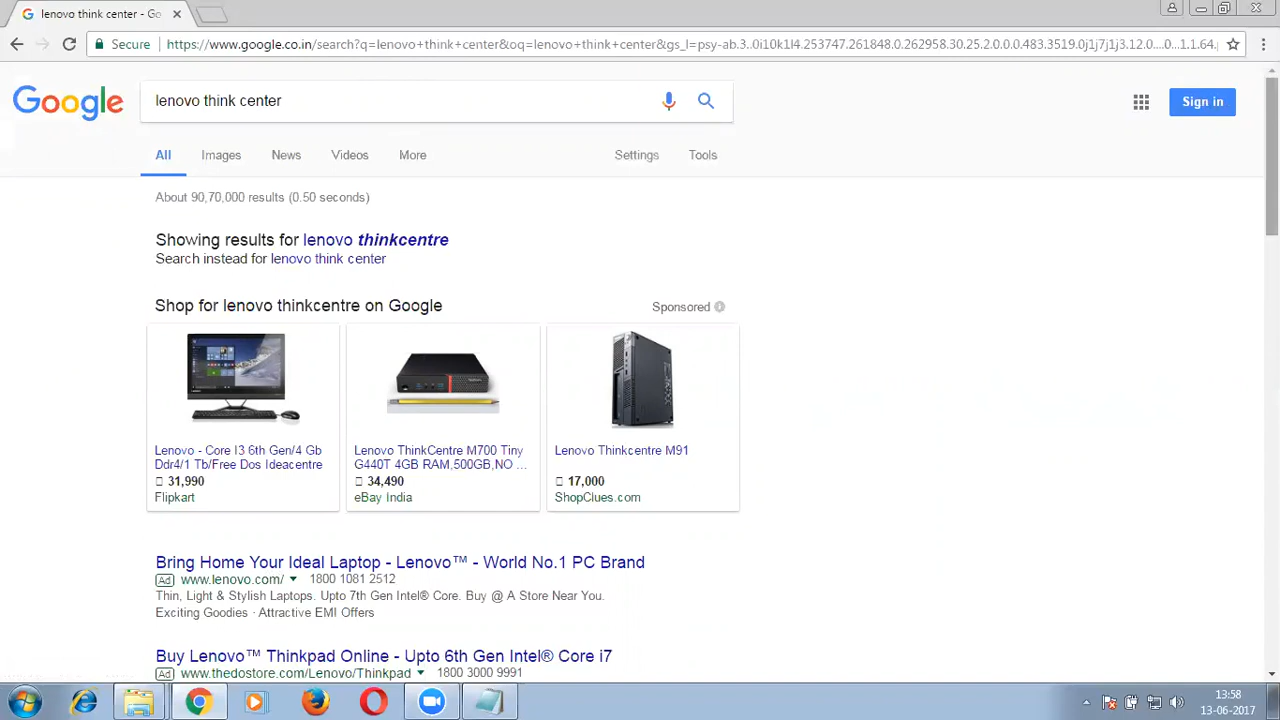 lenovo think center - Go
Secure
https://www.google.co.in/search?q=lenovo+think+center&oq=lenovo+think+center&gs_l=psy-ab.3..0i10k1l4.253747.261848.0.262958.30.25.2.0.0.0.483.3519.0j1j7j1j3.12.0....0...1.1.64.
Google
lenovo think center
Sign in
All Images News Videos More Settings Tools
About 90,70,000 results (0.50 seconds)
Showing results for lenovo thinkcentre
Search instead for lenovo think center
Shop for lenovo thinkcentre on Google
Sponsored
Lenovo - Core I3 6th Gen/4 Gb
Ddr4/1 Tb/Free Dos Ideacentre
31,990
Flipkart
Lenovo ThinkCentre M700 Tiny
G440T 4GB RAM,500GB,NO ...
34,490
eBay India
Lenovo Thinkcentre M91
17,000
ShopClues.com
Bring Home Your Ideal Laptop - Lenovo™ - World No.1 PC Brand
Ad www.lenovo.com/ 1800 1081 2512
Thin, Light & Stylish Laptops. Upto 7th Gen Intel® Core. Buy @ A Store Near You.
Exciting Goodies · Attractive EMI Offers
Buy Lenovo™ Thinkpad Online - Upto 6th Gen Intel® Core i7
Ad www.thedostore.com/Lenovo/Thinkpad 1800 3000 9991
13:58
13-06-2017